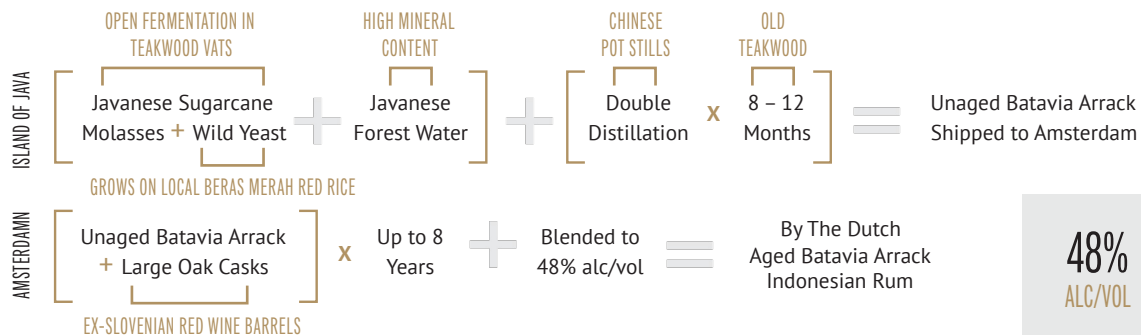 OPEN FERMENTATION IN
TEAKWOOD VATS
HIGH MINERAL
CONTENT
CHINESE
POT STILLS
OLD
TEAKWOOD
ISLAND OF JAVA
Javanese Sugarcane
Molasses + Wild Yeast
+
Javanese
Forest Water
+
Double
Distillation
x
8 – 12
Months
=
Unaged Batavia Arrack
Shipped to Amsterdam
GROWS ON LOCAL BERAS MERAH RED RICE
AMSTERDAMN
Unaged Batavia Arrack
+ Large Oak Casks
x
Up to 8
Years
+
Blended to
48% alc/vol
=
By The Dutch
Aged Batavia Arrack
Indonesian Rum
EX-SLOVENIAN RED WINE BARRELS
48%
ALC/VOL